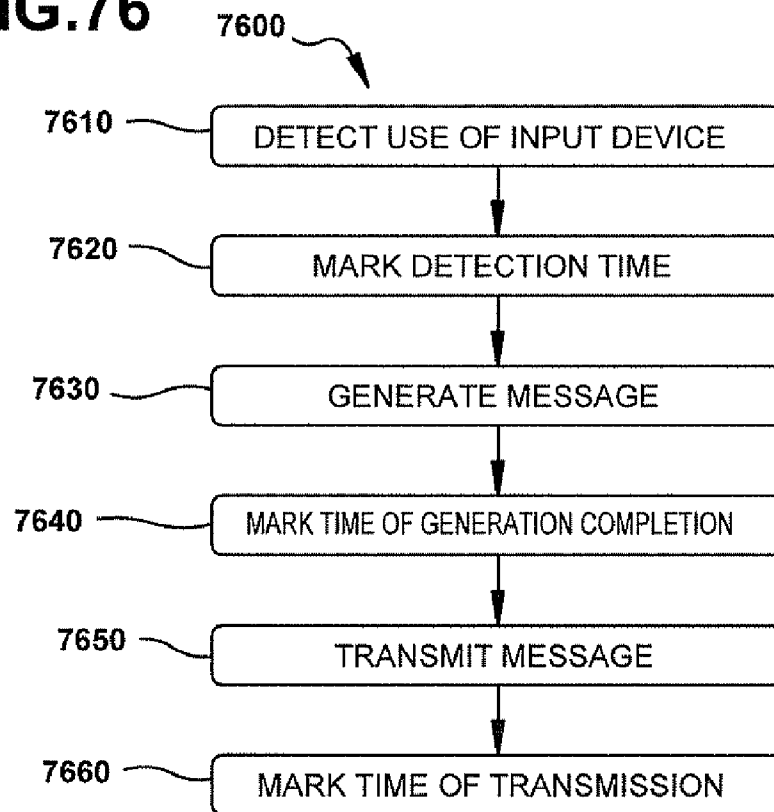 IG.76
7600
7610 DETECT USE OF INPUT DEVICE
7620 MARK DETECTION TIME
7630 GENERATE MESSAGE
7640 MARK TIME OF GENERATION COMPLETION
7650 TRANSMIT MESSAGE
7660 MARK TIME OF TRANSMISSION